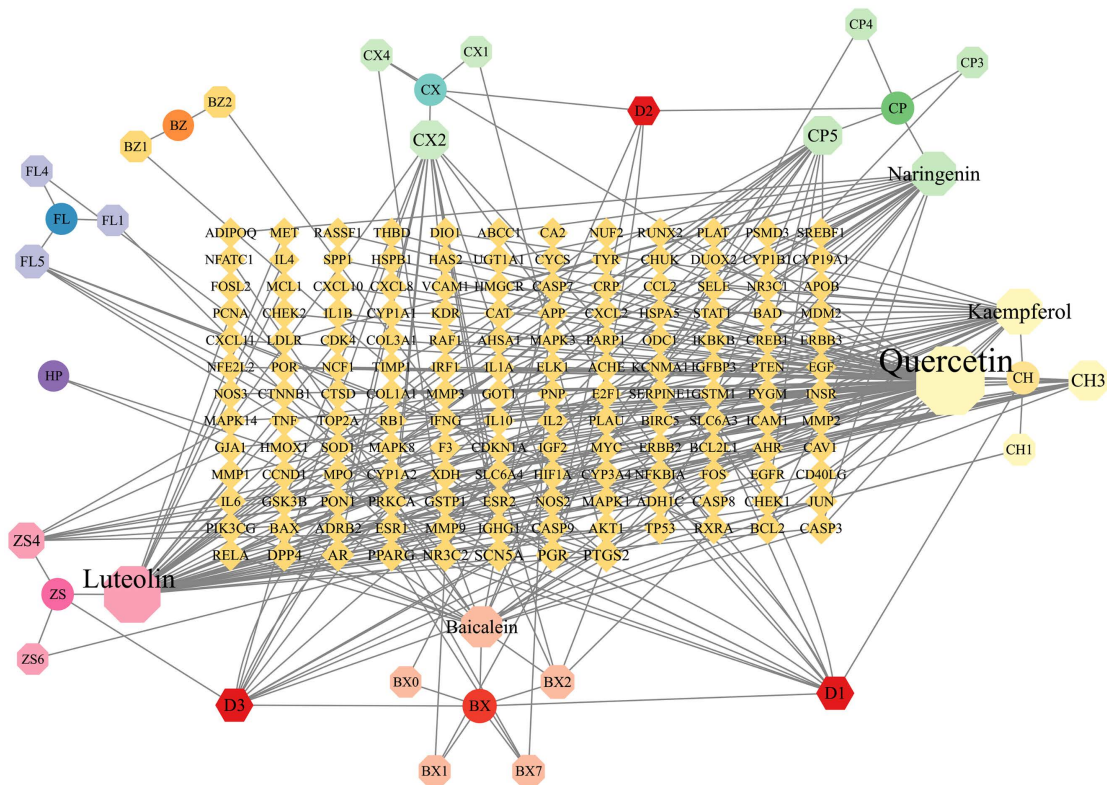 CP4
CX4 CX1
CP3
CX
BZ2 D2 CP
BZ
CX2 CP5
BZ1
FL4 Naringenin
FL FL1
ADIPOQ MET RASSF1 THBD DIO1 ABCC1 CA2 NUF2 RUNX2 PLAT PSMD3 SREBF1
FL5 NFATC1 IL4 SPP1 HSPB1 HAS2 UGT1A1 CYCS TYR CHUK DUOX2 CYP1B1 CYP19A1
FOSL2 MCL1 CXCL10 CXCL8 VCAM1 HMGCR CASP7 CRP CCL2 SELE NR3C1 APOB
PCNA CHEK2 IL1B CYP1A1 KDR CAT APP CXCL2 HSPA5 STAT1 BAD MDM2 Kaempferol
CXCL11 LDLR CDK4 COL3A1 RAF1 AHSA1 MAPK3 PARP1 ODC1 IKBKB CREB1 ERBB3
Quercetin
HP NFE2L2 POR NCF1 TIMP1 IRF1 IL1A ELK1 ACHE KCNMA1 IGFBP3 PTEN EGF CH CH3
NOS3 CTNNB1 CTSD COL1A1 MMP3 GOT1 PNP E2F1 SERPINE1 GSTM1 PYGM INSR
MAPK14 TNF TOP2A RB1 IFNG IL10 IL2 PLAU BIRC5 SLC6A3 ICAM1 MMP2
GJA1 HMOX1 SOD1 MAPK8 F3 CDKN1A IGF2 MYC ERBB2 BCL2L1 AHR CAV1 CH1
MMP1 CCND1 MPO CYP1A2 XDH SLC6A4 HIF1A CYP3A4 NFKBIA FOS EGFR CD40LG
IL6 GSK3B PON1 PRKCA GSTP1 ESR2 NOS2 MAPK1 ADH1C CASP8 CHEK1 JUN
PIK3CG BAX ADRB2 ESR1 MMP9 IGHG1 CASP9 AKT1 TP53 RXRA BCL2 CASP3
ZS4
RELA DPP4 AR PPARG NR3C2 SCN5A PGR PTGS2
Luteolin
ZS
Baicalein
ZS6
BX0 BX2
D3 BX D1
BX1 BX7